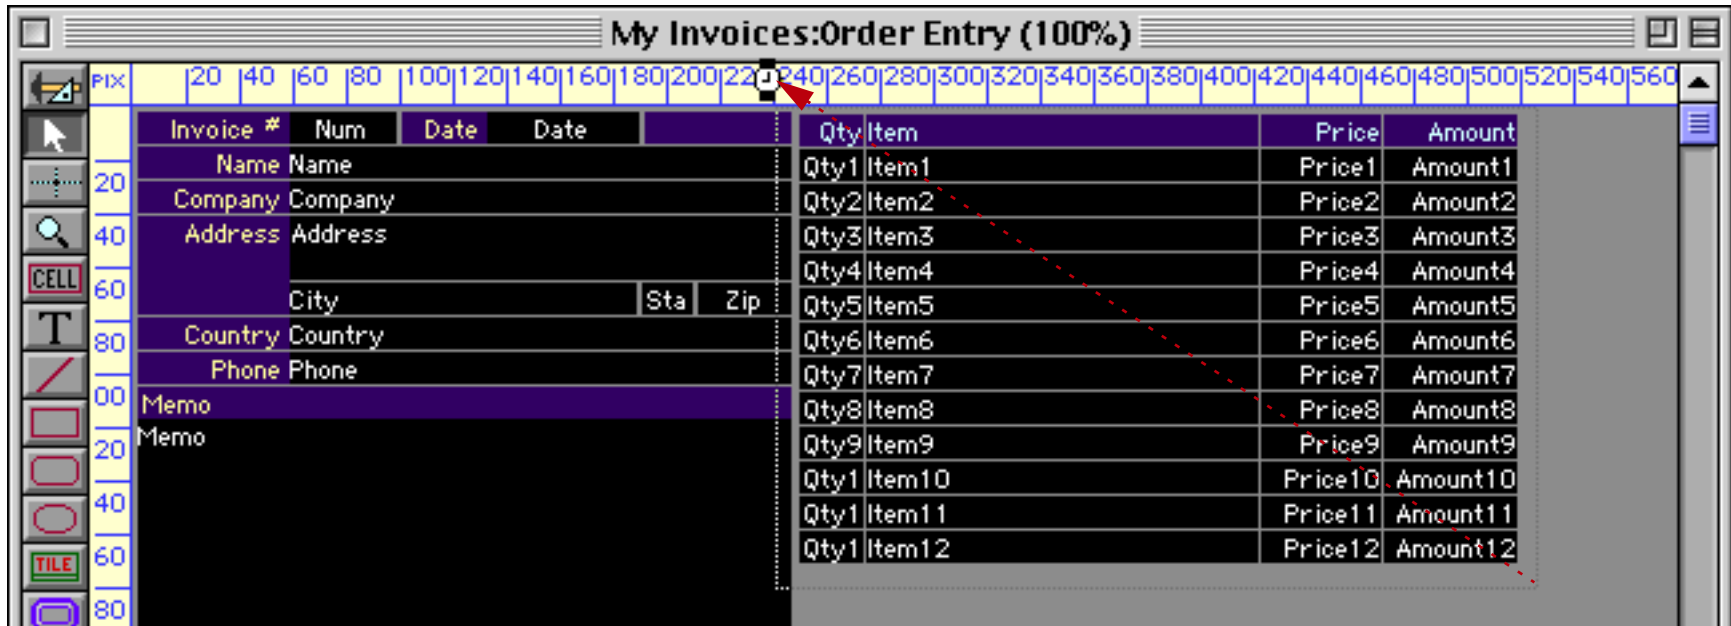 My Invoices:Order Entry (100%)
PIX |20 |40 |60 |80 |100|120|140|160|180|200|22 240|260|280|300|320|340|360|380|400|420|440|460|480|500|520|540|560
Invoice # Num Date Date
Name Name
20
Company Company
Address Address
40
CELL
60
City Sta Zip
T
Country Country
80
Phone Phone
00
Memo
Memo
20
40
TILE
60
80
Qty Item Price Amount
Qty1 Item1 Price1 Amount1
Qty2 Item2 Price2 Amount2
Qty3 Item3 Price3 Amount3
Qty4 Item4 Price4 Amount4
Qty5 Item5 Price5 Amount5
Qty6 Item6 Price6 Amount6
Qty7 Item7 Price7 Amount7
Qty8 Item8 Price8 Amount8
Qty9 Item9 Price9 Amount9
Qty1 Item10 Price10 Amount10
Qty1 Item11 Price11 Amount11
Qty1 Item12 Price12 Amount12